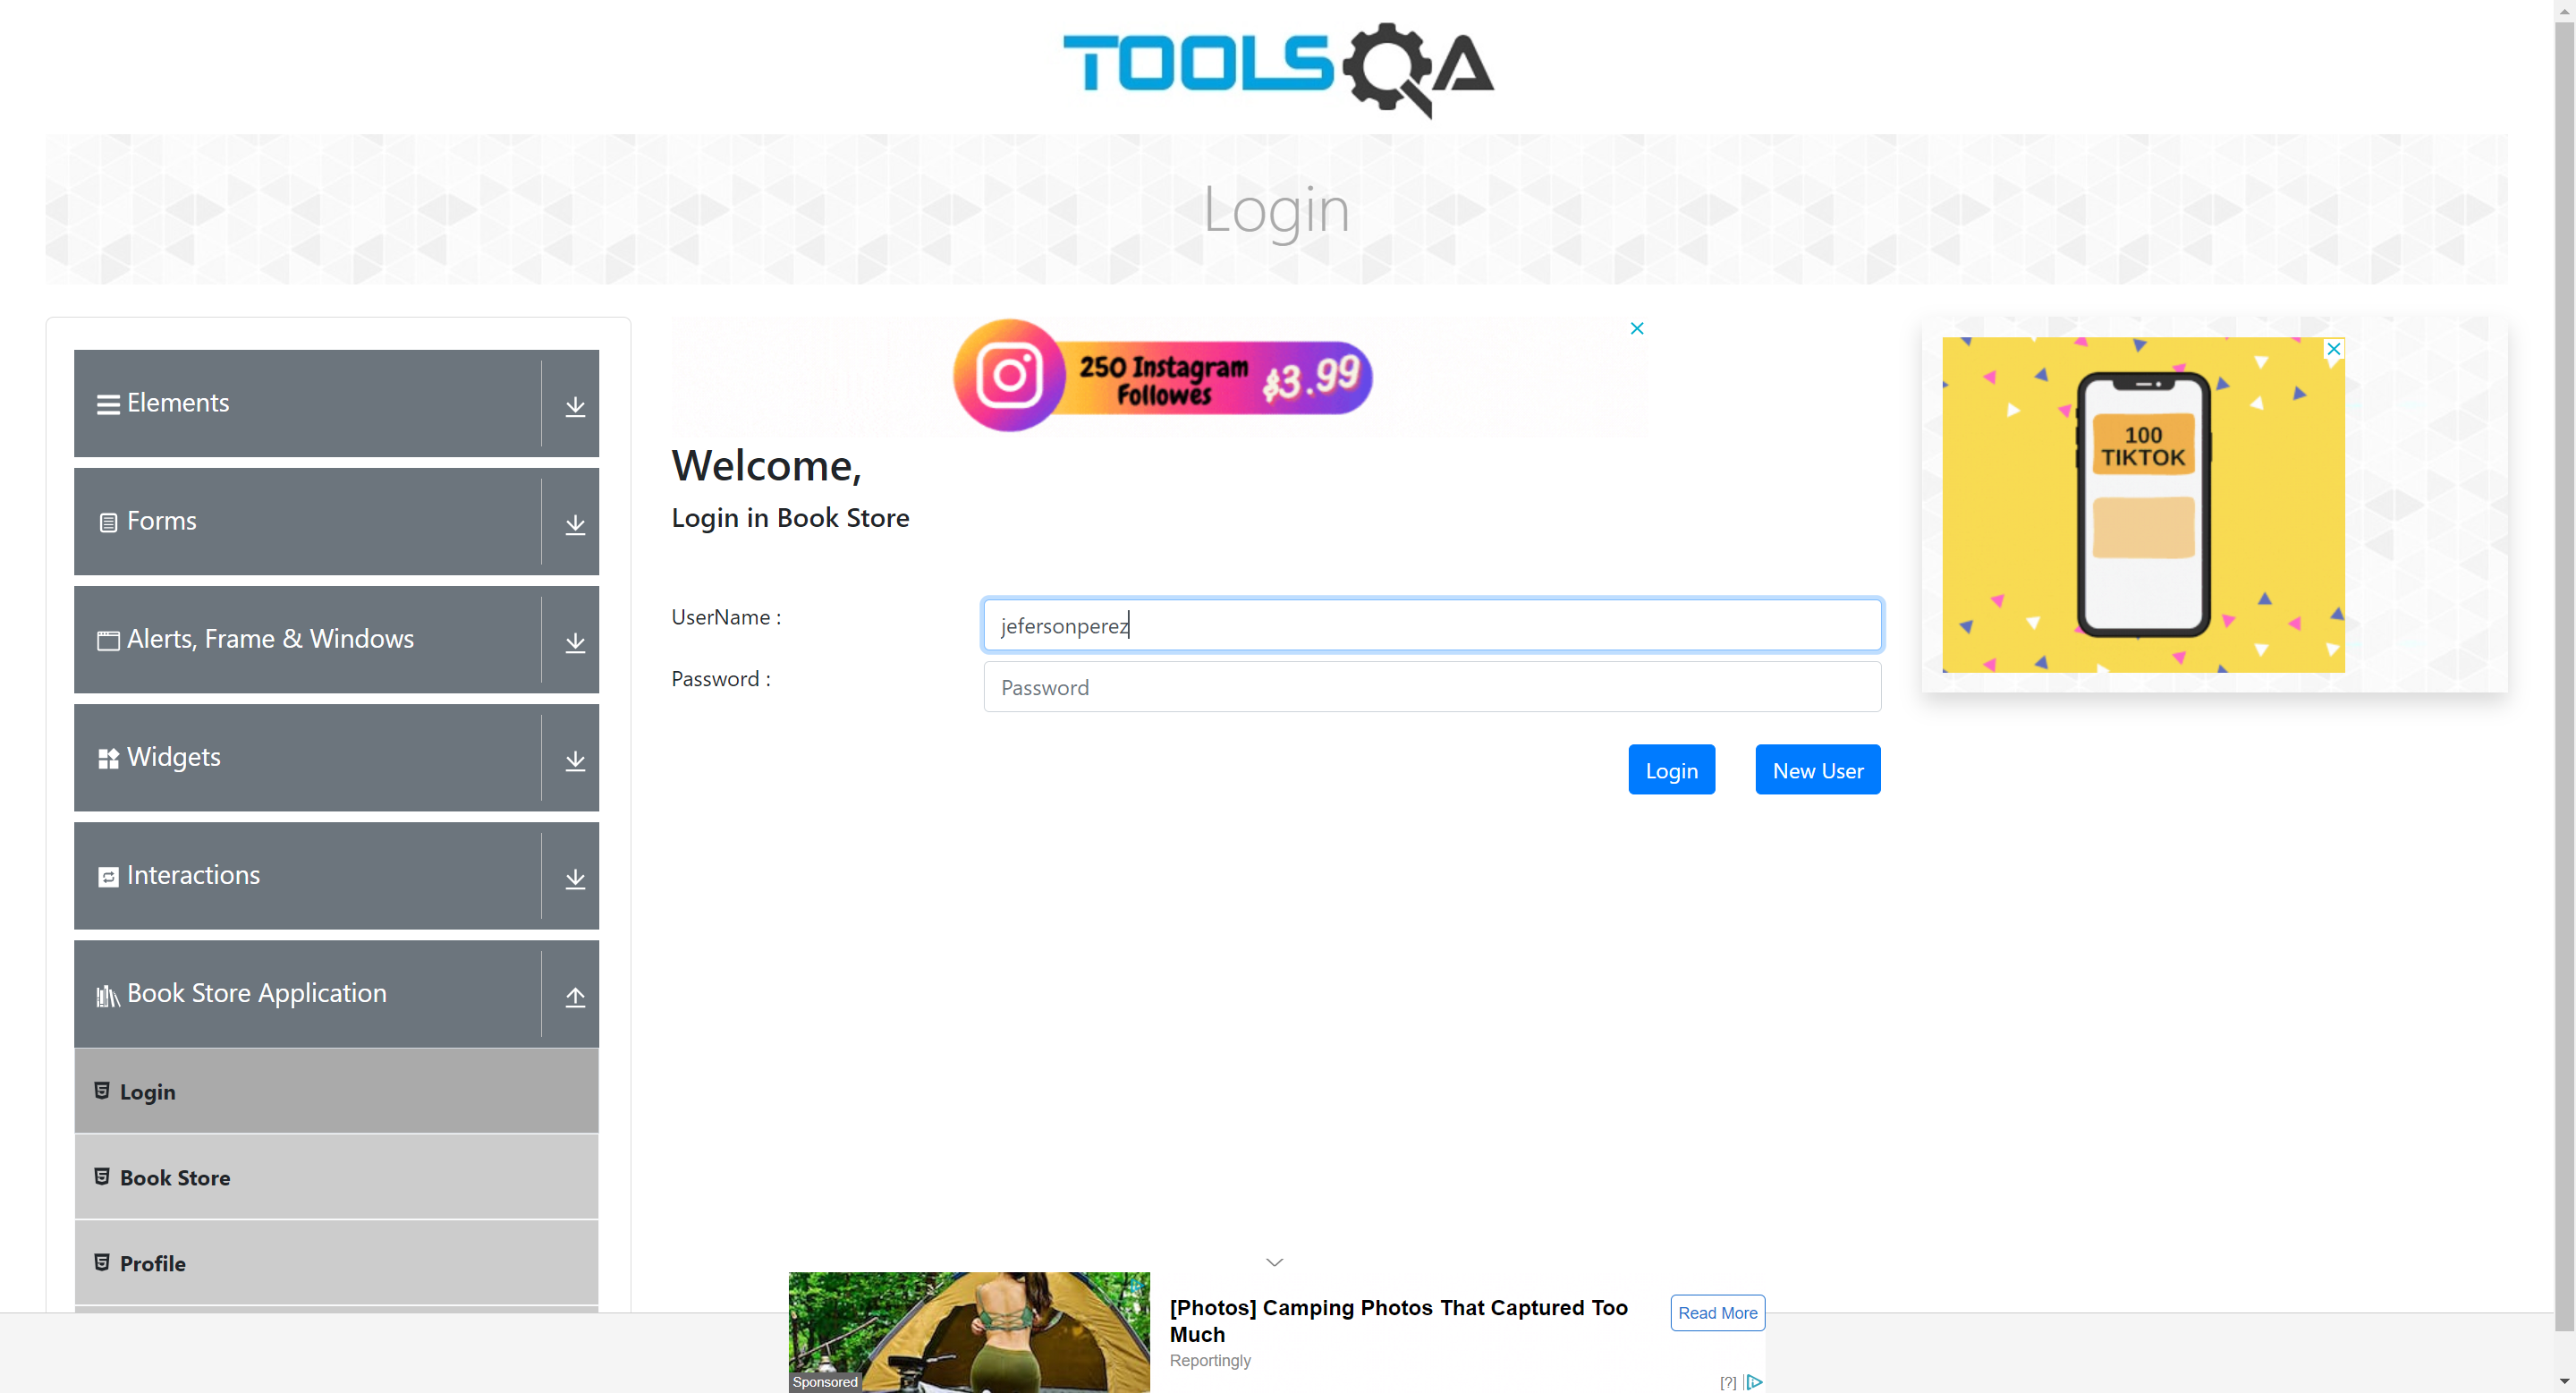 TOOLSQA
Login
Elements
Forms
Alerts, Frame & Windows
Widgets
Interactions
Book Store Application
Login
Book Store
Profile
250 Instagram
Followes
$3.99
Welcome,
Login in Book Store
UserName :
jefersonperez
Password :
Password
Login
New User
100
TIKTOK
Sponsored
[Photos] Camping Photos That Captured Too
Much
Reportingly
Read More
[?]